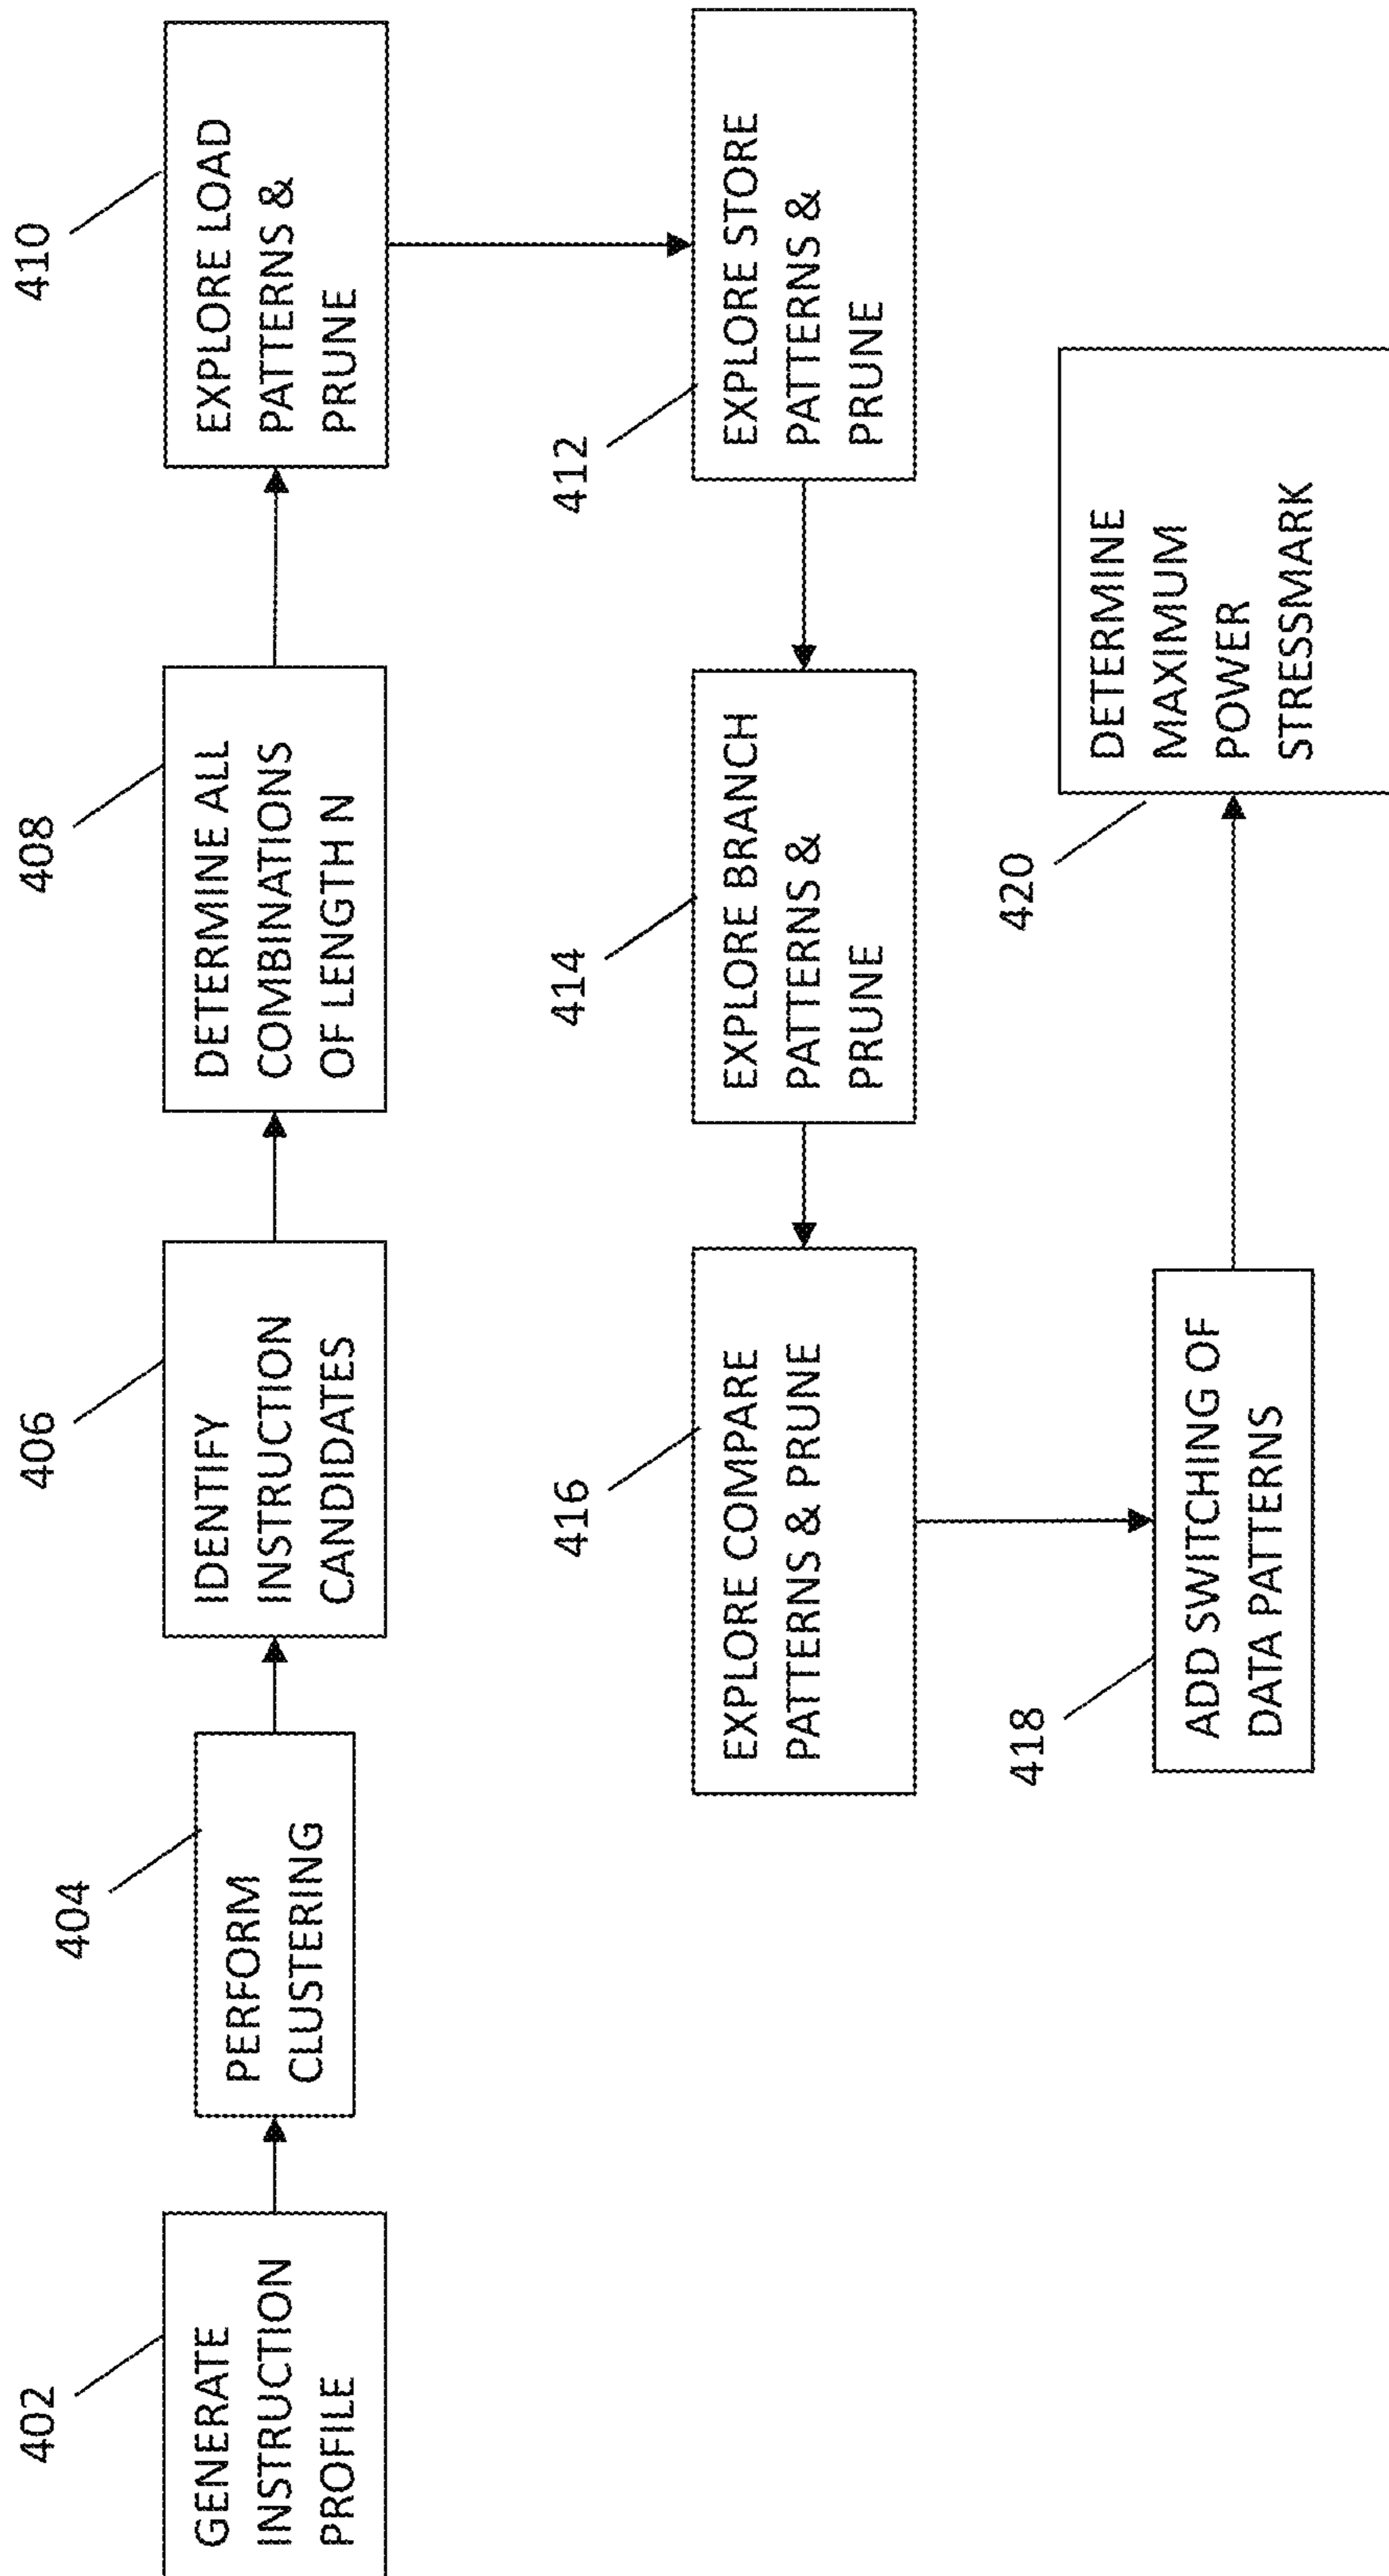 402
GENERATE
INSTRUCTION
PROFILE
404
PERFORM
CLUSTERING
406
IDENTIFY
INSTRUCTION
CANDIDATES
408
DETERMINE ALL
COMBINATIONS
OF LENGTH N
410
EXPLORE LOAD
PATTERNS &
PRUNE
412
EXPLORE STORE
PATTERNS &
PRUNE
414
EXPLORE BRANCH
PATTERNS &
PRUNE
416
EXPLORE COMPARE
PATTERNS & PRUNE
418
ADD SWITCHING OF
DATA PATTERNS
420
DETERMINE
MAXIMUM
POWER
STRESSMARK